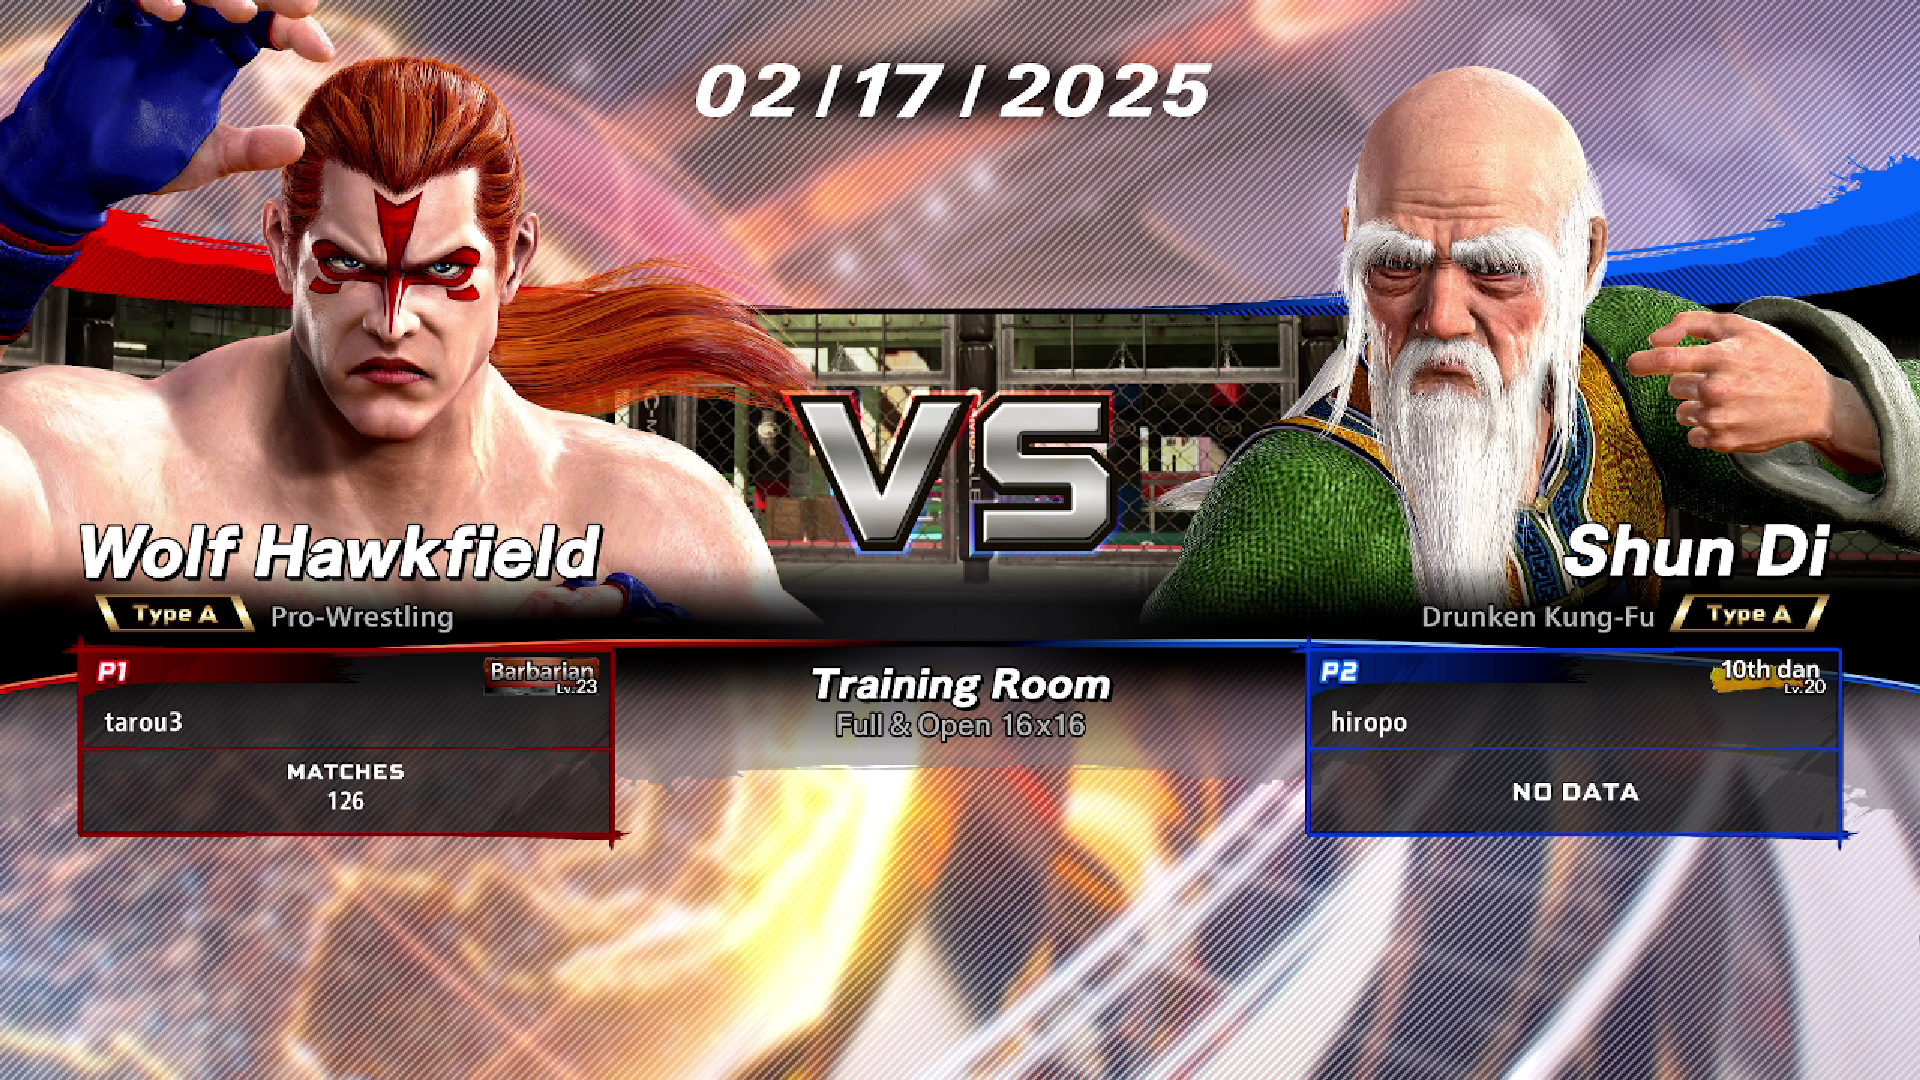 02/17/2025
VS
Wolf Hawkfield
Type A Pro-Wrestling
Shun Di
Drunken Kung-Fu Type A
P1 Barbarian Lv.23
tarou3
MATCHES
126
Training Room
Full & Open 16x16
P2 10th dan Lv.20
hiropo
NO DATA